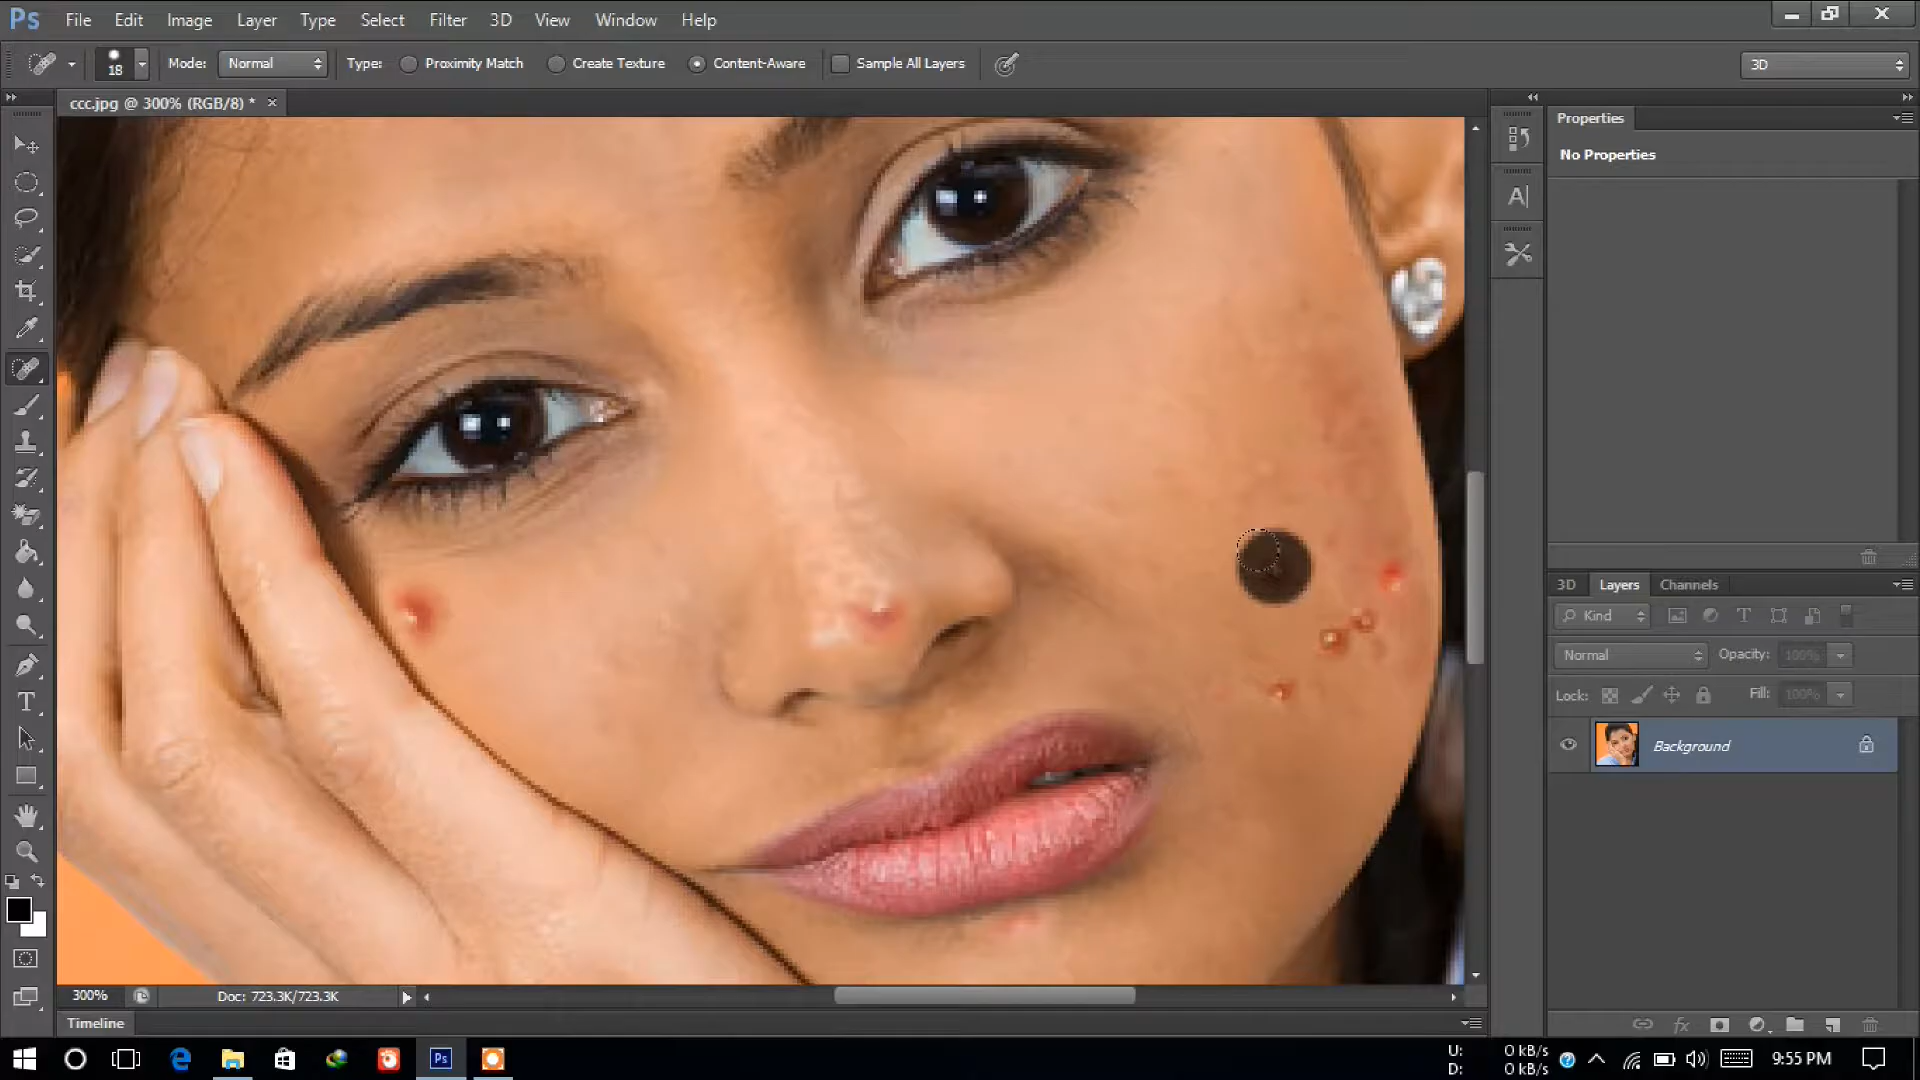 Ps File Edit Image Layer Type Select Filter 3D View Window Help
18 Mode: Normal Type: Proximity Match Create Texture Content-Aware Sample All Layers 3D
ccc.jpg @ 300% (RGB/8) * ×
Properties
No Properties
3D Layers Channels
Kind
Normal Opacity: 100%
Lock: Fill: 100%
Background
300% Doc: 723.3K/723.3K
Timeline
U: 0 kB/s
D: 0 kB/s
9:55 PM